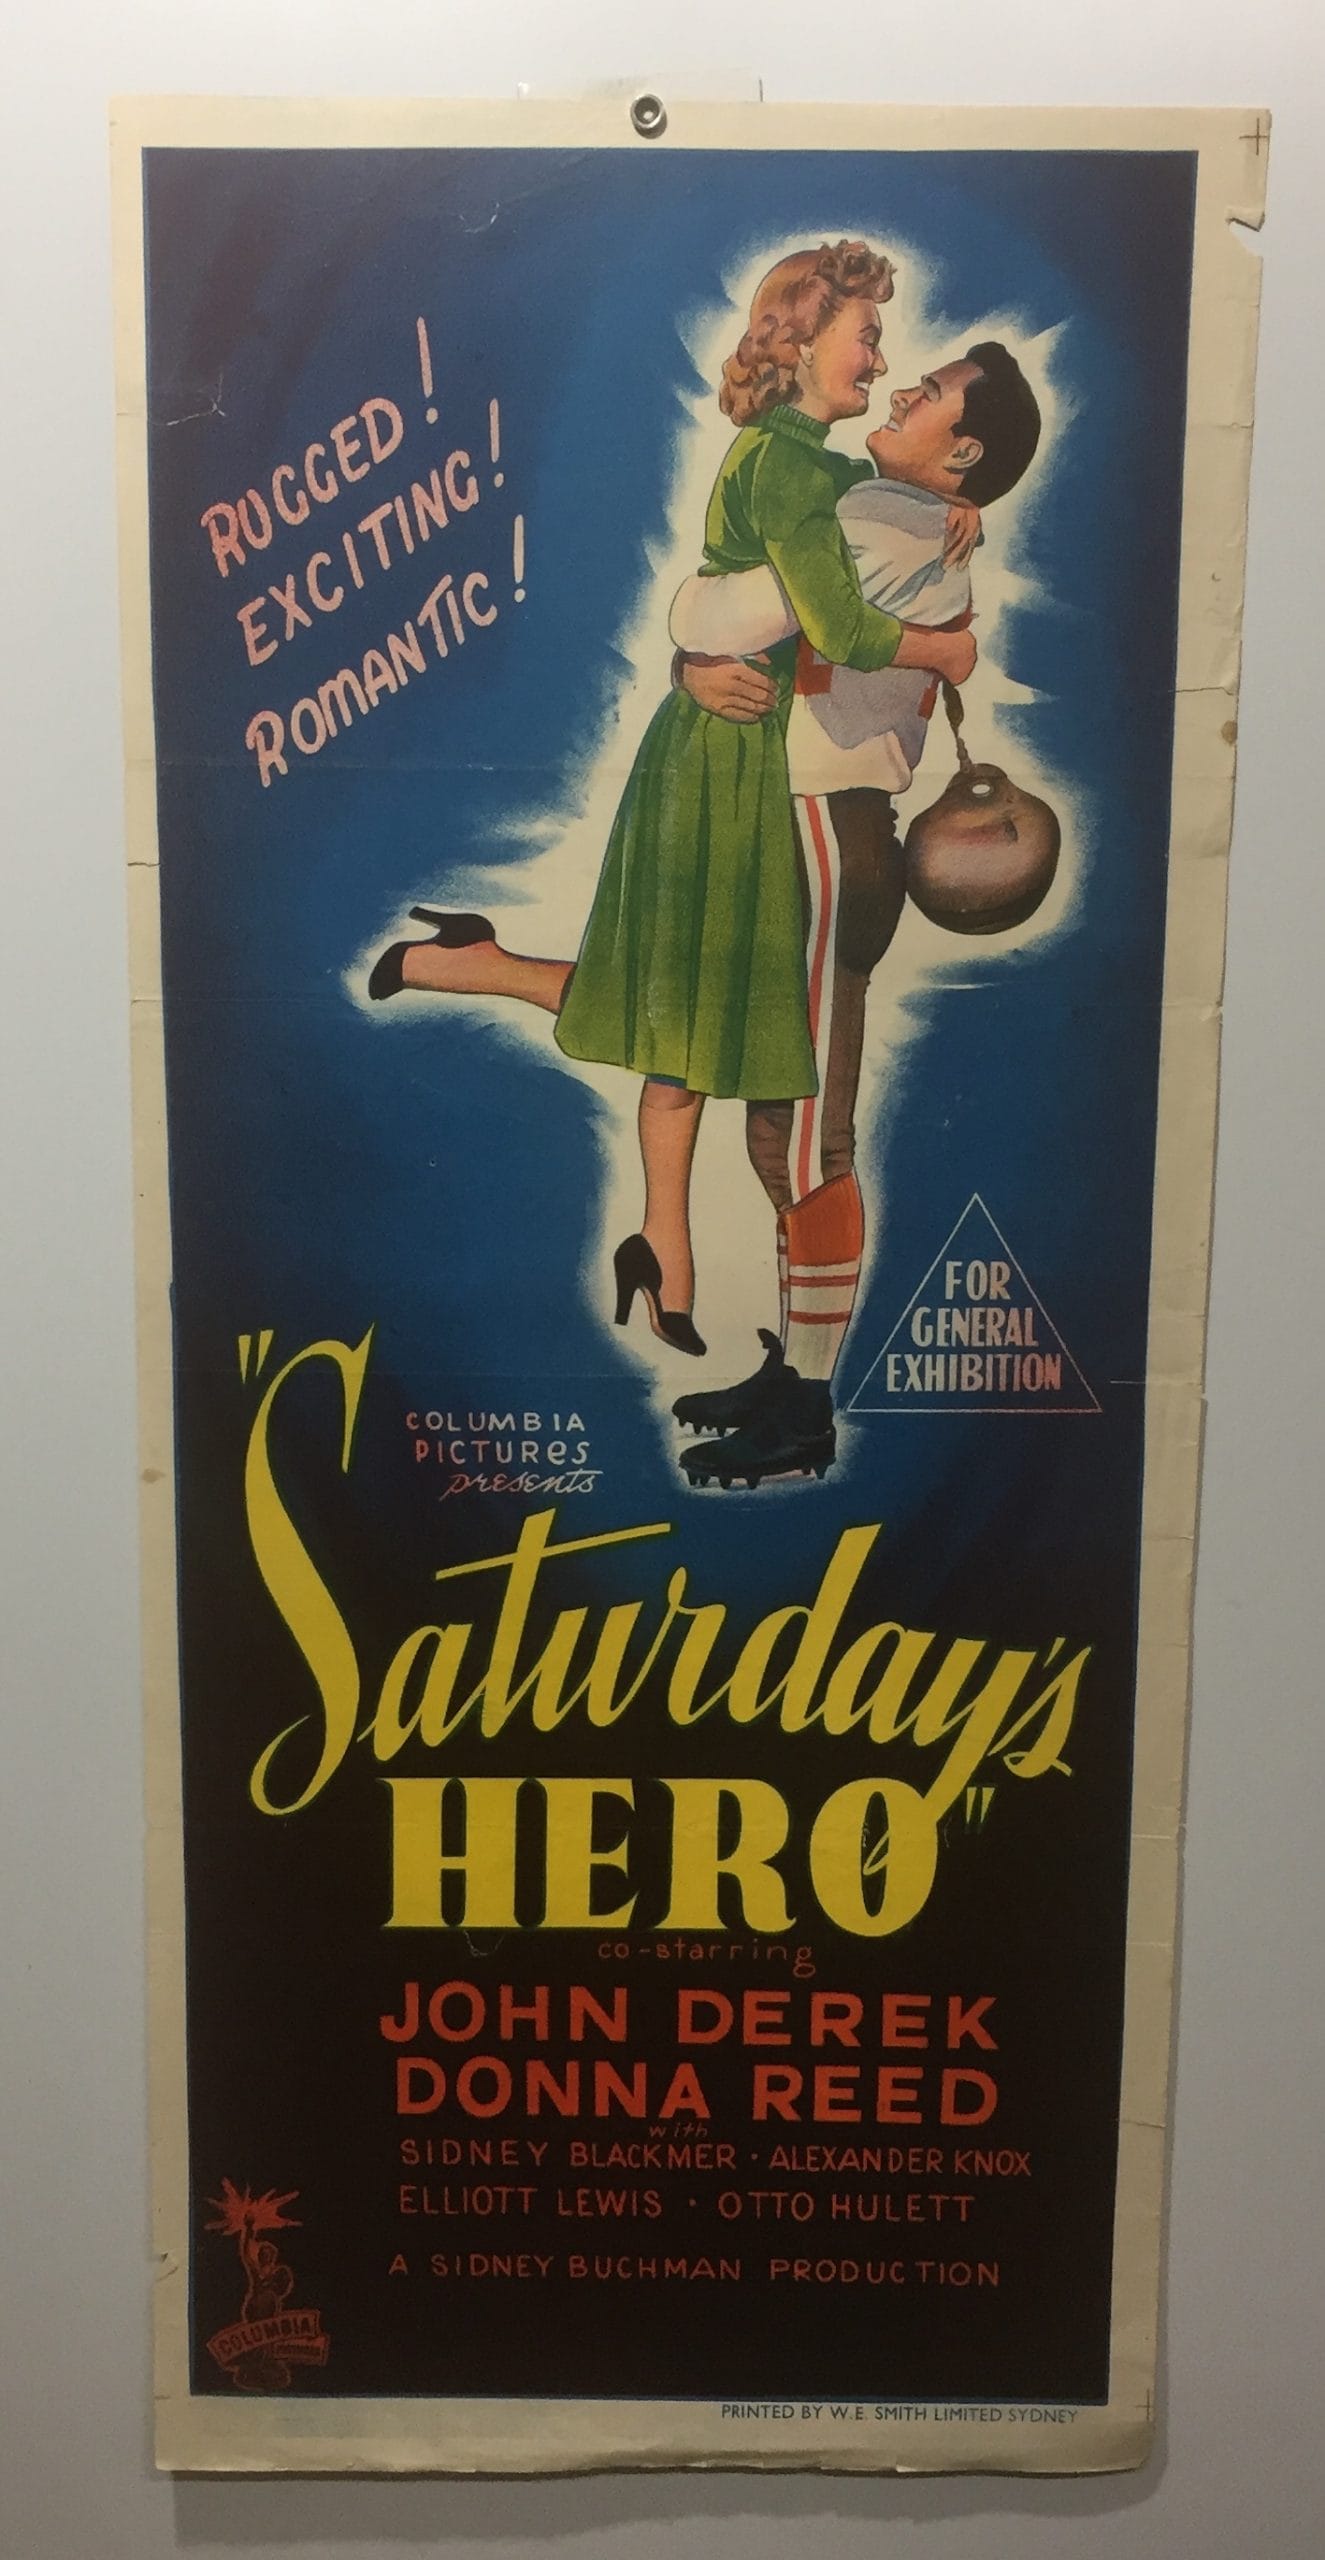 RUGGED!
EXCITING!
ROMANTIC!
FOR
GENERAL
EXHIBITION
COLUMBIA
PICTURES
presents
"Saturday's
HERO"
co-starring
JOHN DEREK
DONNA REED
with
SIDNEY BLACKMER · ALEXANDER KNOX
ELLIOTT LEWIS · OTTO HULETT
A SIDNEY BUCHMAN PRODUCTION
COLUMBIA
PRINTED BY W.E. SMITH LIMITED SYDNEY